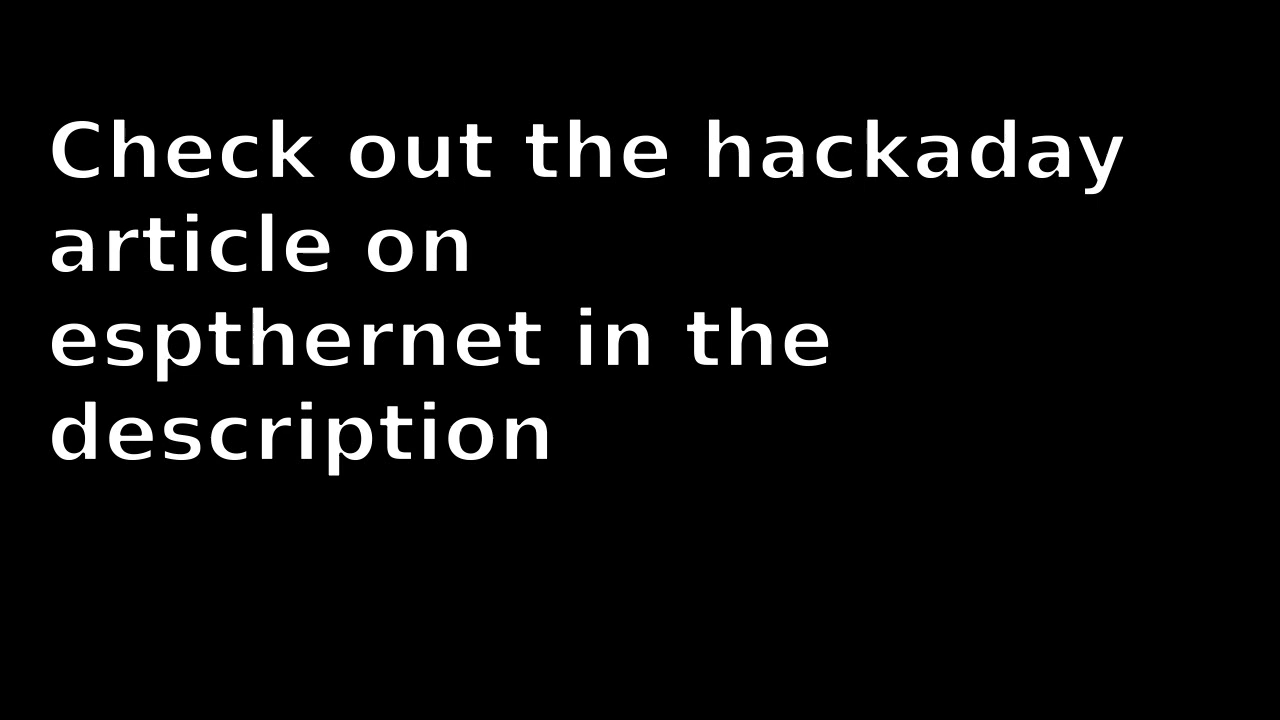 Check out the hackaday
article on
espthernet in the
description